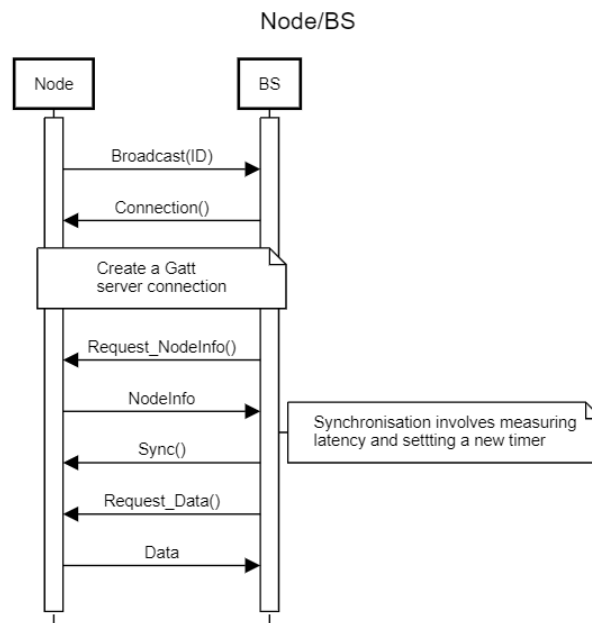 Node/BS
Node
BS
Broadcast(ID)
Connection()
Create a Gatt
server connection
Request_NodeInfo()
NodeInfo
Synchronisation involves measuring
latency and settting a new timer
Sync()
Request_Data()
Data